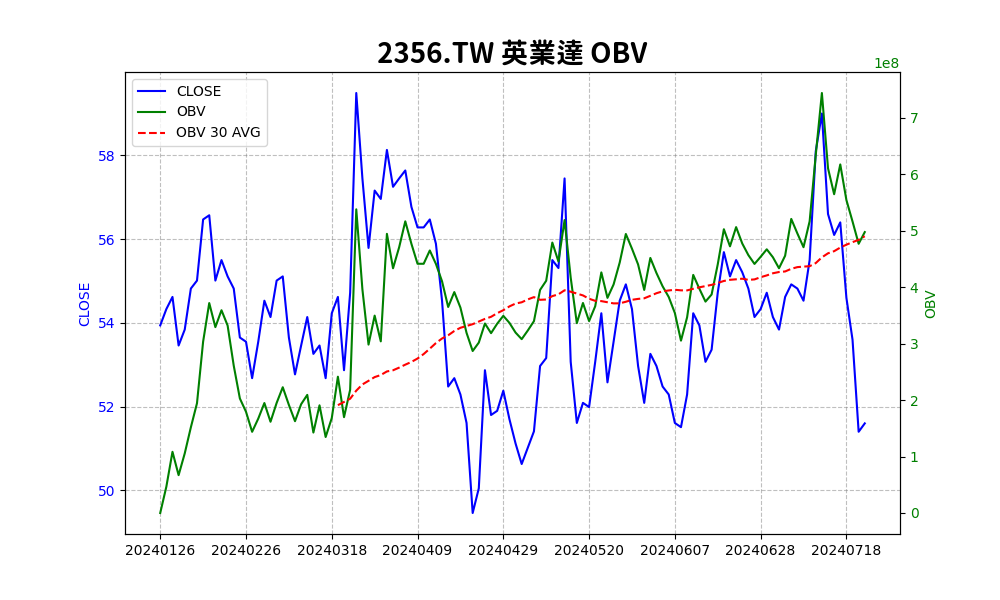 2356.TW 英業達 OBV
1e8
CLOSE
OBV
OBV 30 AVG
58
56
54
52
50
CLOSE
7
6
5
4
3
2
1
0
OBV
20240126 20240226 20240318 20240409 20240429 20240520 20240607 20240628 20240718